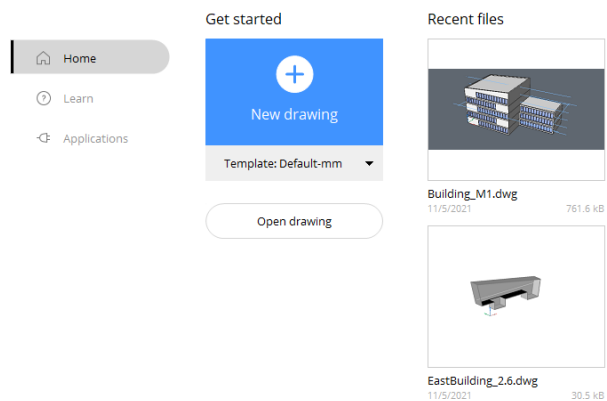 Home
Learn
Applications
Get started
New drawing
Template: Default-mm
Open drawing
Recent files
Building_M1.dwg
11/5/2021 761.6 kB
EastBuilding_2.6.dwg
11/5/2021 30.5 kB